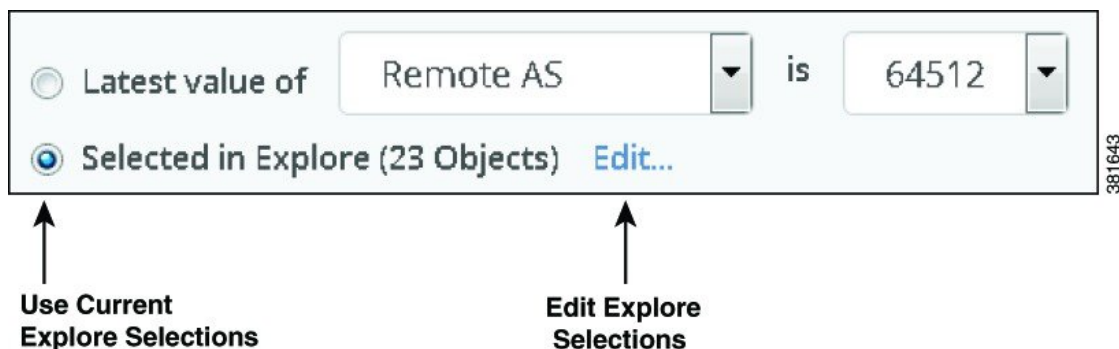 Latest value of Remote AS is 64512
Selected in Explore (23 Objects) Edit...
381643
Use Current
Explore Selections
Edit Explore
Selections